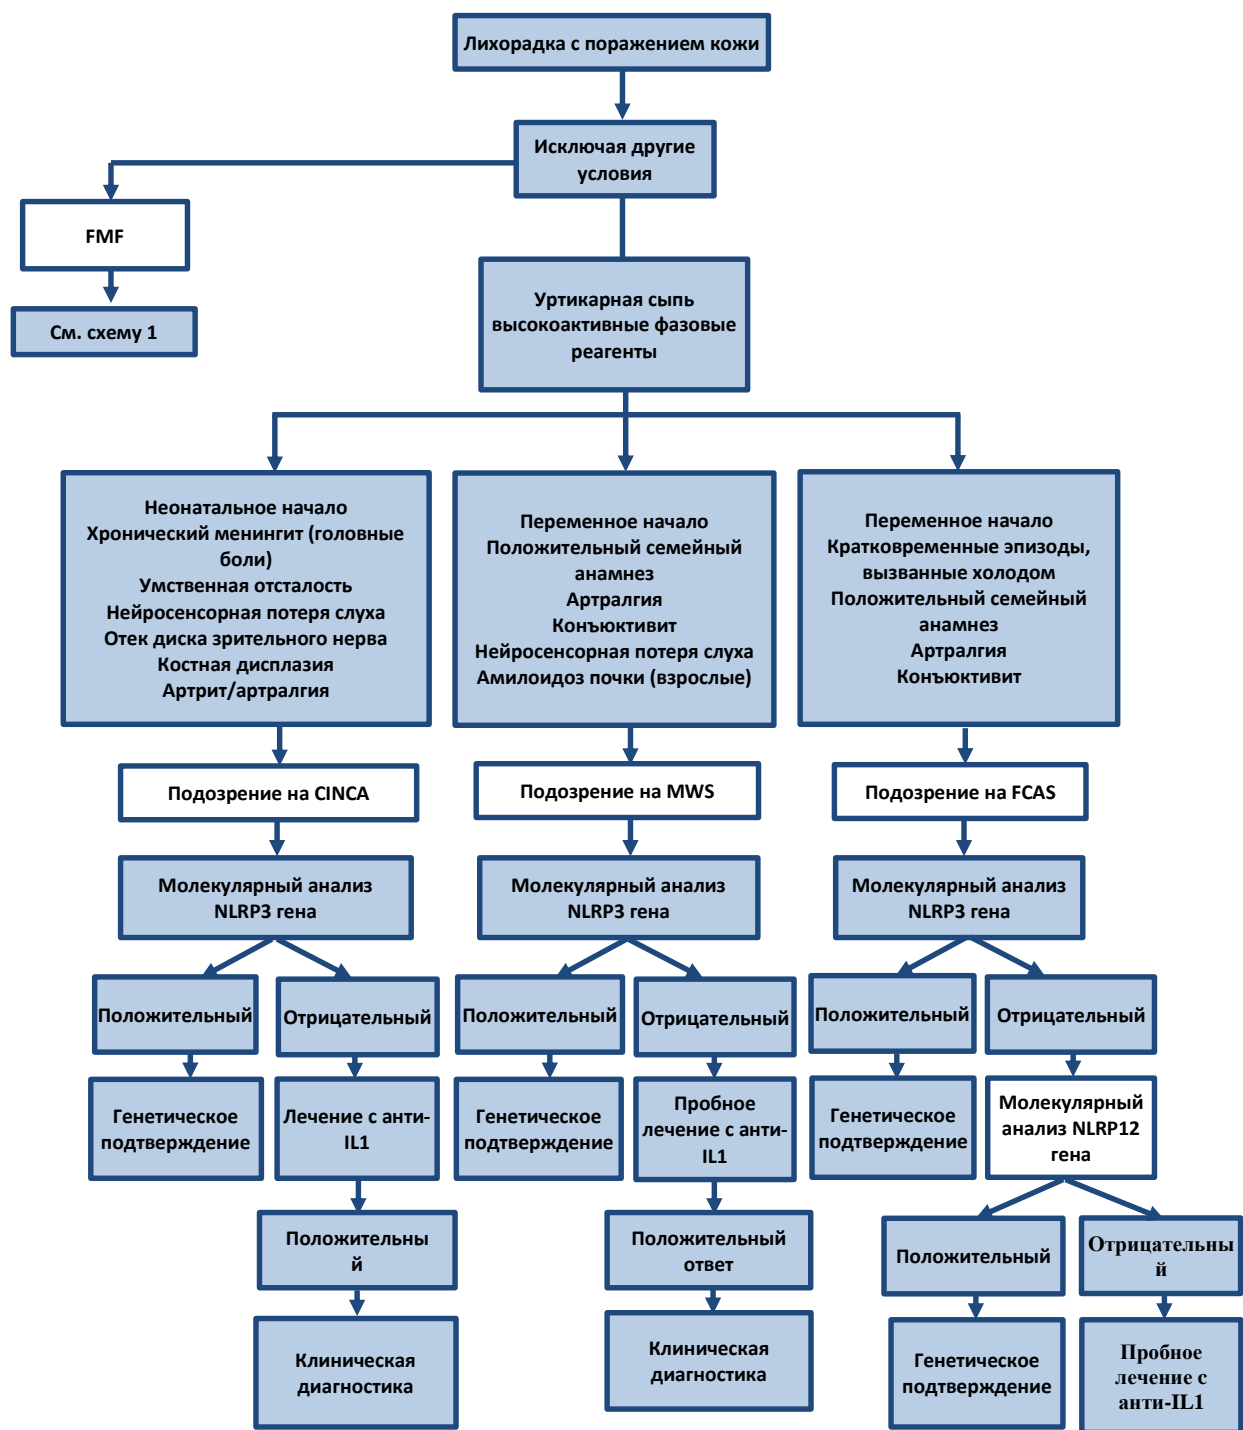 Лихорадка с поражением кожи
Исключая другие
условия
FMF
См. схему 1
Уртикарная сыпь
высокоактивные фазовые
реагенты
Неонатальное начало
Хронический менингит (головные
боли)
Умственная отсталость
Нейросенсорная потеря слуха
Отек диска зрительного нерва
Костная дисплазия
Артрит/артралгия
Переменное начало
Положительный семейный
анамнез
Артралгия
Конъюктивит
Нейросенсорная потеря слуха
Амилоидоз почки (взрослые)
Переменное начало
Кратковременные эпизоды,
вызванные холодом
Положительный семейный
анамнез
Артралгия
Конъюктивит
Подозрение на CINCA
Подозрение на MWS
Подозрение на FCAS
Молекулярный анализ
NLRP3 гена
Молекулярный анализ
NLRP3 гена
Молекулярный анализ
NLRP3 гена
Положительный
Отрицательный
Положительный
Отрицательный
Положительный
Отрицательный
Генетическое
подтверждение
Лечение с анти-
IL1
Генетическое
подтверждение
Пробное
лечение с анти-
IL1
Генетическое
подтверждение
Молекулярный
анализ NLRP12
гена
Положительны
й
Положительный
ответ
Положительный
Отрицательны
й
Клиническая
диагностика
Клиническая
диагностика
Генетическое
подтверждение
Пробное
лечение с
анти-IL1